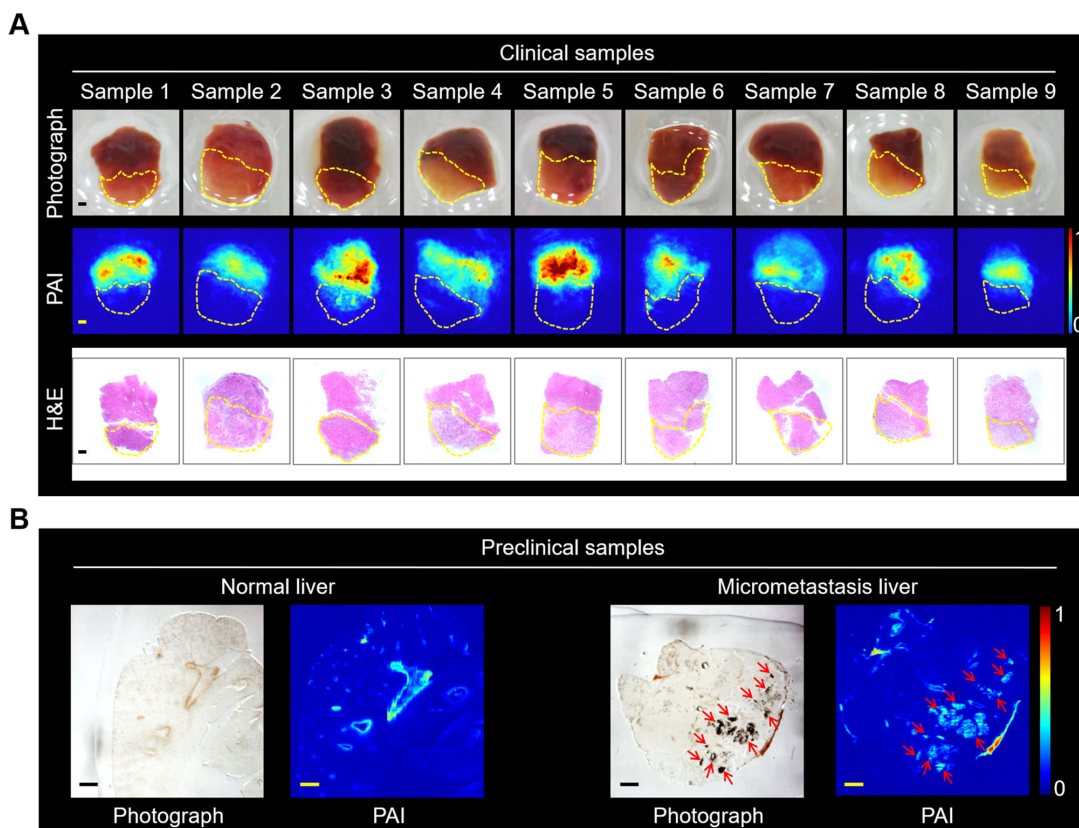 A
Clinical samples
Sample 1 Sample 2 Sample 3 Sample 4 Sample 5 Sample 6 Sample 7 Sample 8 Sample 9
Photograph
PAI
1
0
H&E
B
Preclinical samples
Normal liver Micrometastasis liver
1
0
Photograph PAI Photograph PAI